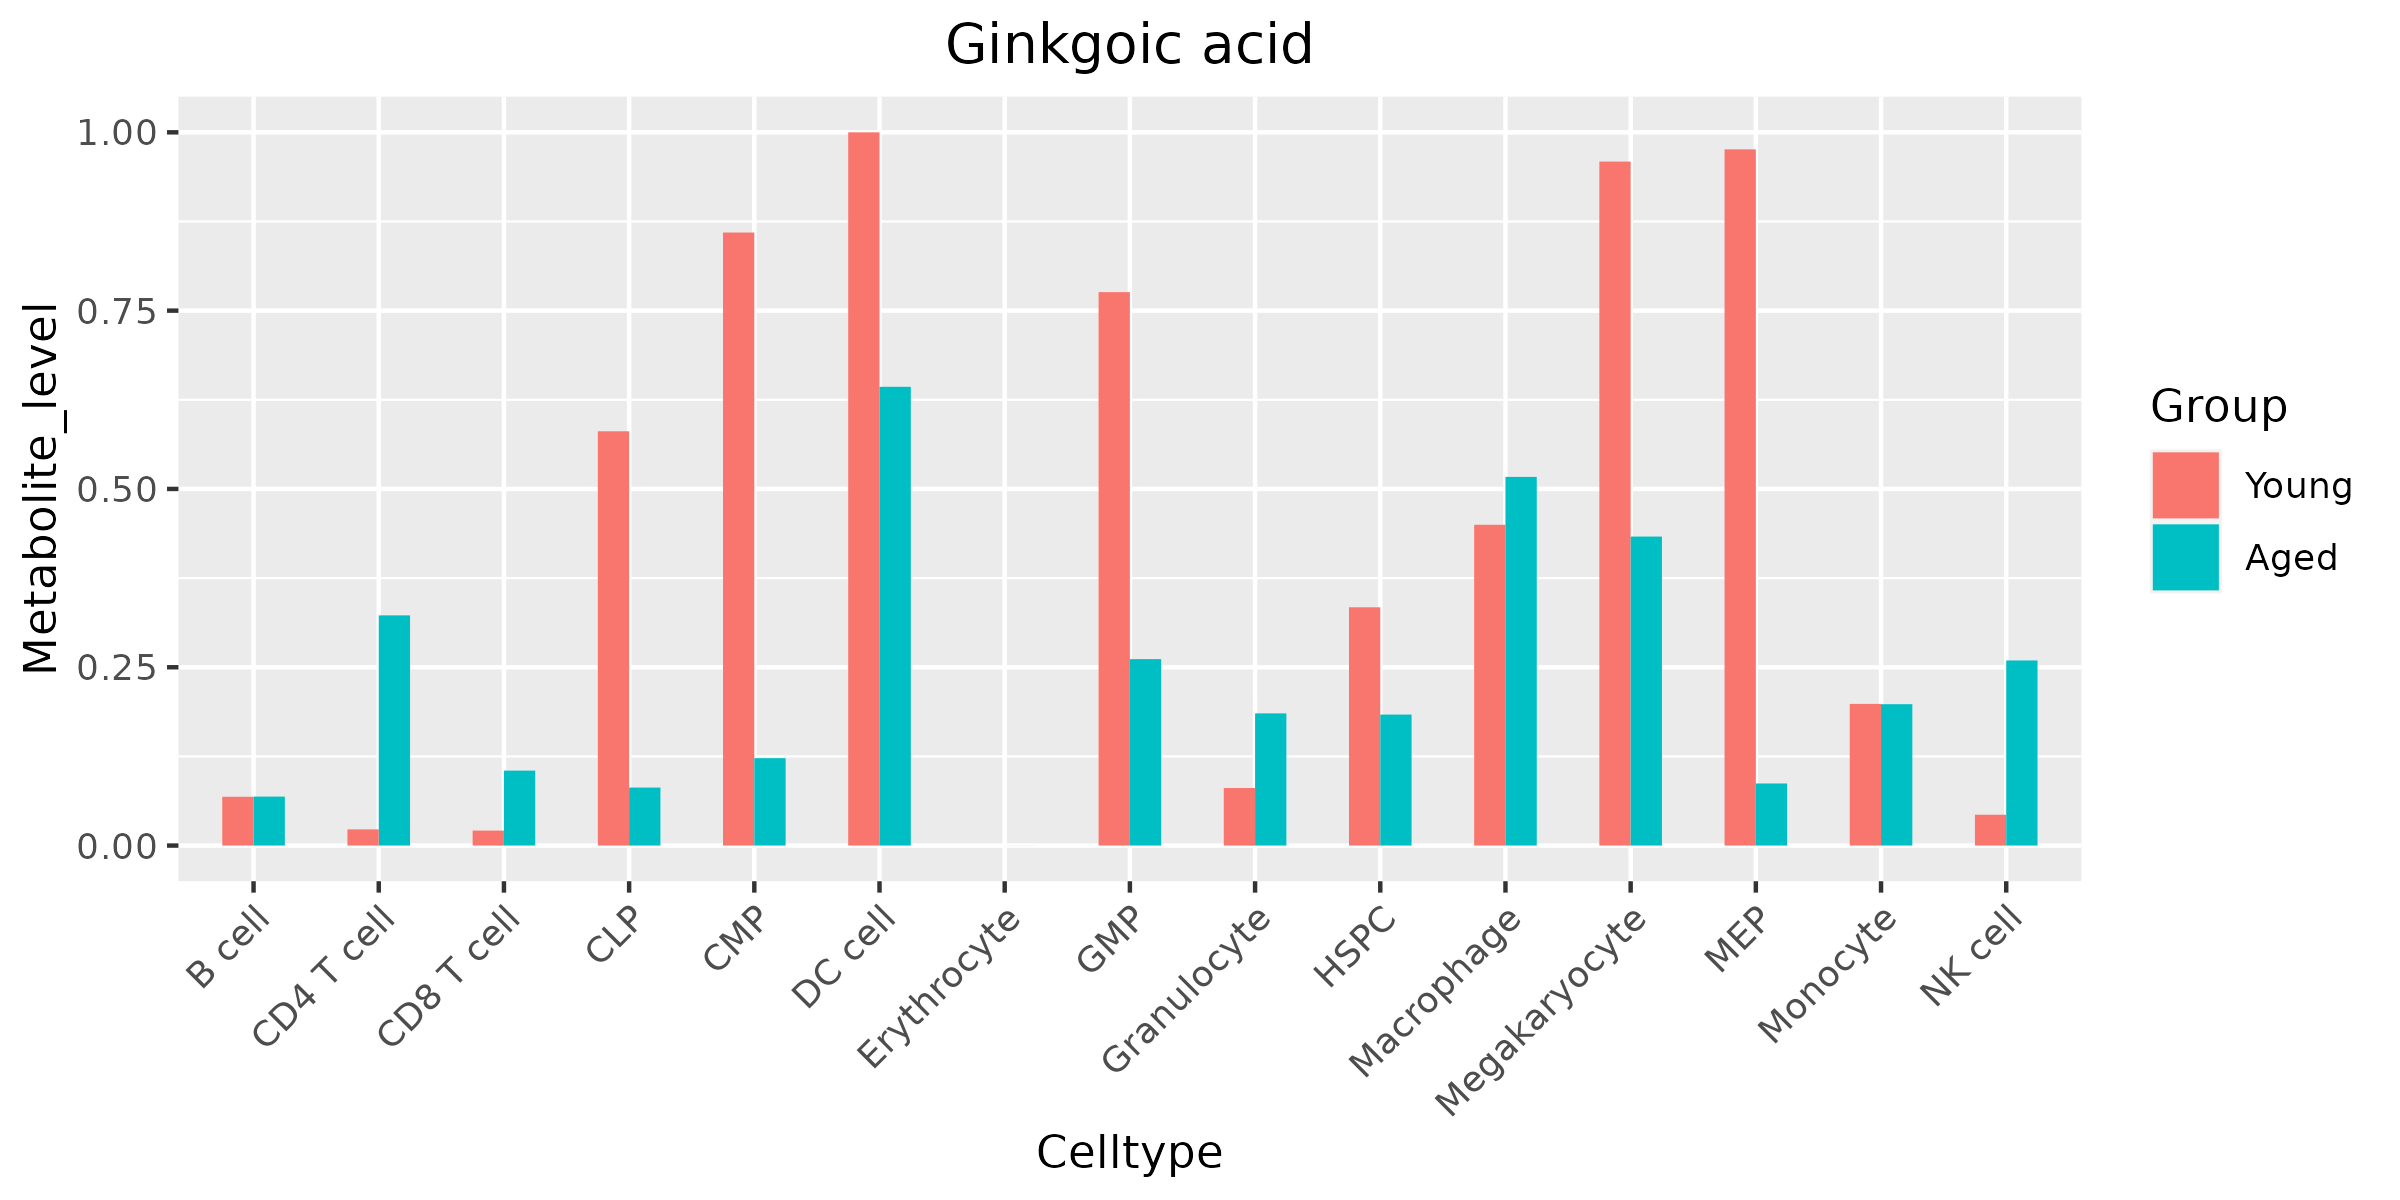 Ginkgoic acid
Metabolite_level
1.00
0.75
0.50
0.25
0.00
B cell
CD4 T cell
CD8 T cell
CLP
CMP
DC cell
Erythrocyte
GMP
Granulocyte
HSPC
Macrophage
Megakaryocyte
MEP
Monocyte
NK cell
Celltype
Group
Young
Aged